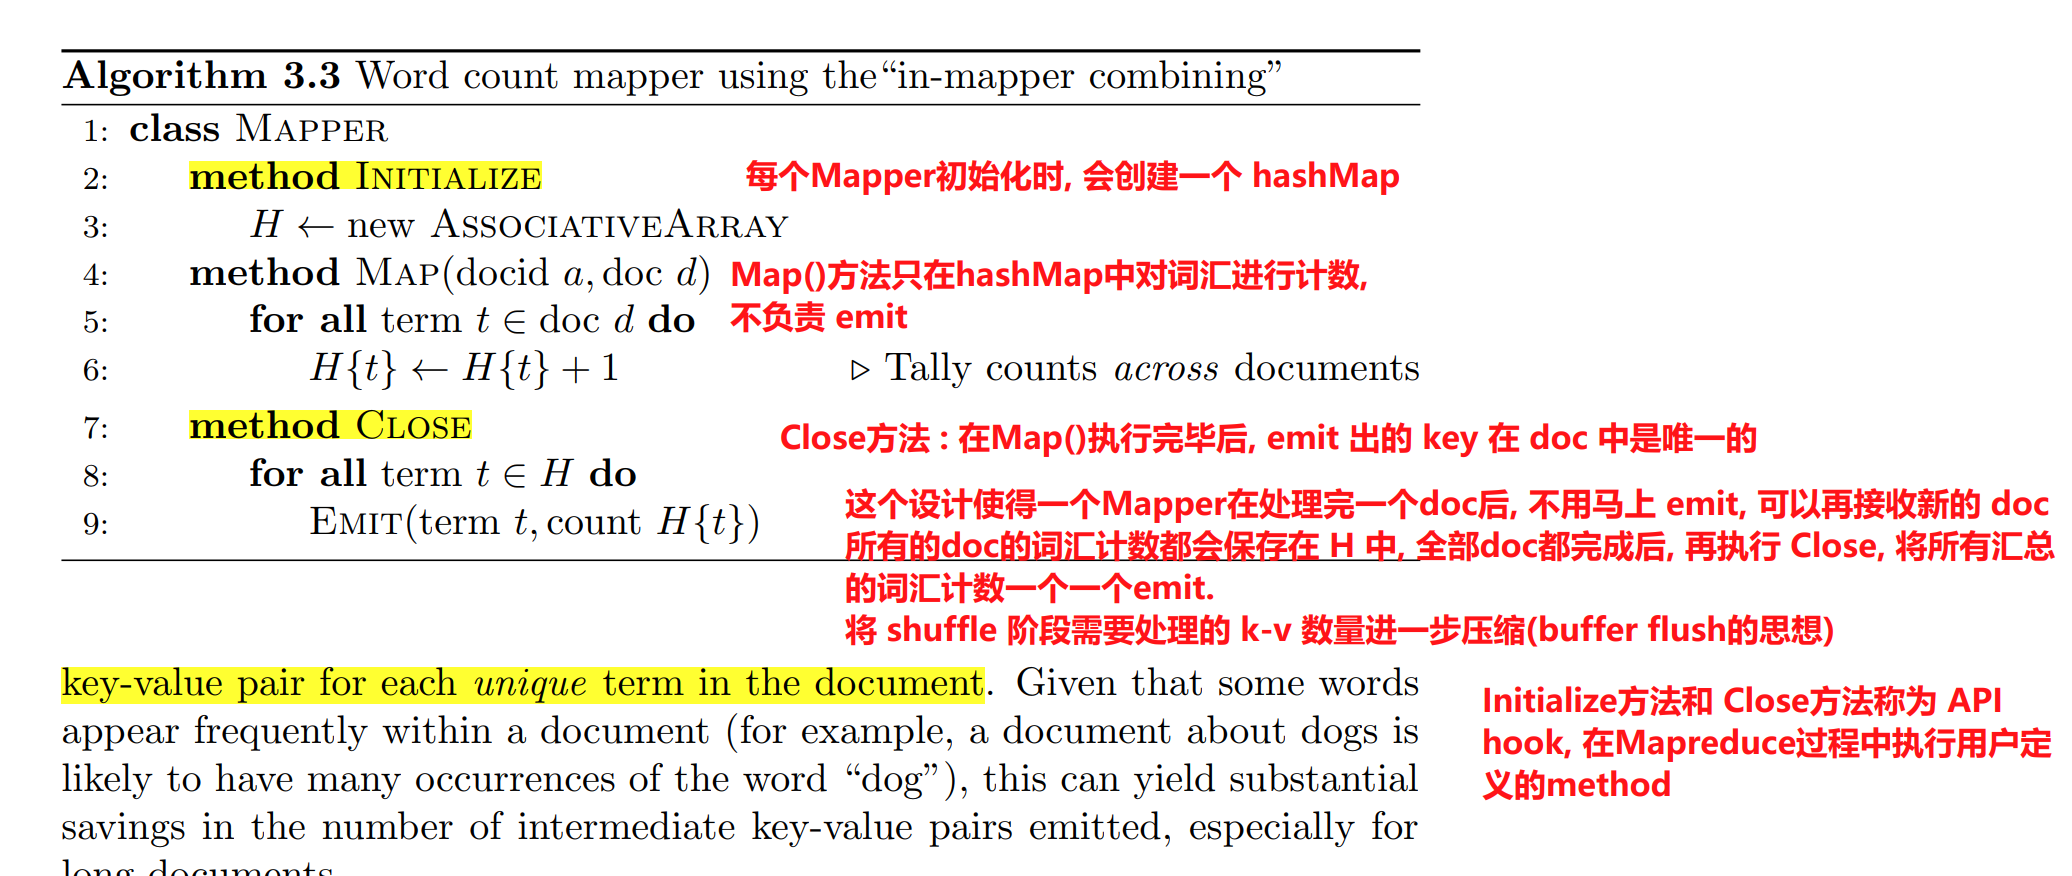 Algorithm 3.3 Word count mapper using the“in-mapper combining”
1: class MAPPER
2: method INITIALIZE
每个Mapper初始化时, 会创建一个 hashMap
3: H ← new ASSOCIATIVEARRAY
4: method MAP(docid a, doc d)
Map()方法只在hashMap中对词汇进行计数,
不负责 emit
5: for all term t ∈ doc d do
6: H{t} ← H{t} + 1 ▷ Tally counts across documents
7: method CLOSE
Close方法 : 在Map()执行完毕后, emit 出的 key 在 doc 中是唯一的
8: for all term t ∈ H do
9: EMIT(term t, count H{t})
这个设计使得一个Mapper在处理完一个doc后, 不用马上 emit, 可以再接收新的 doc
所有的doc的词汇计数都会保存在 H 中, 全部doc都完成后, 再执行 Close, 将所有汇总
的词汇计数一个一个emit.
将 shuffle 阶段需要处理的 k-v 数量进一步压缩(buffer flush的思想)
key-value pair for each unique term in the document. Given that some words
appear frequently within a document (for example, a document about dogs is
likely to have many occurrences of the word “dog”), this can yield substantial
savings in the number of intermediate key-value pairs emitted, especially for
long documents.
Initialize方法和 Close方法称为 API
hook, 在Mapreduce过程中执行用户定
义的method